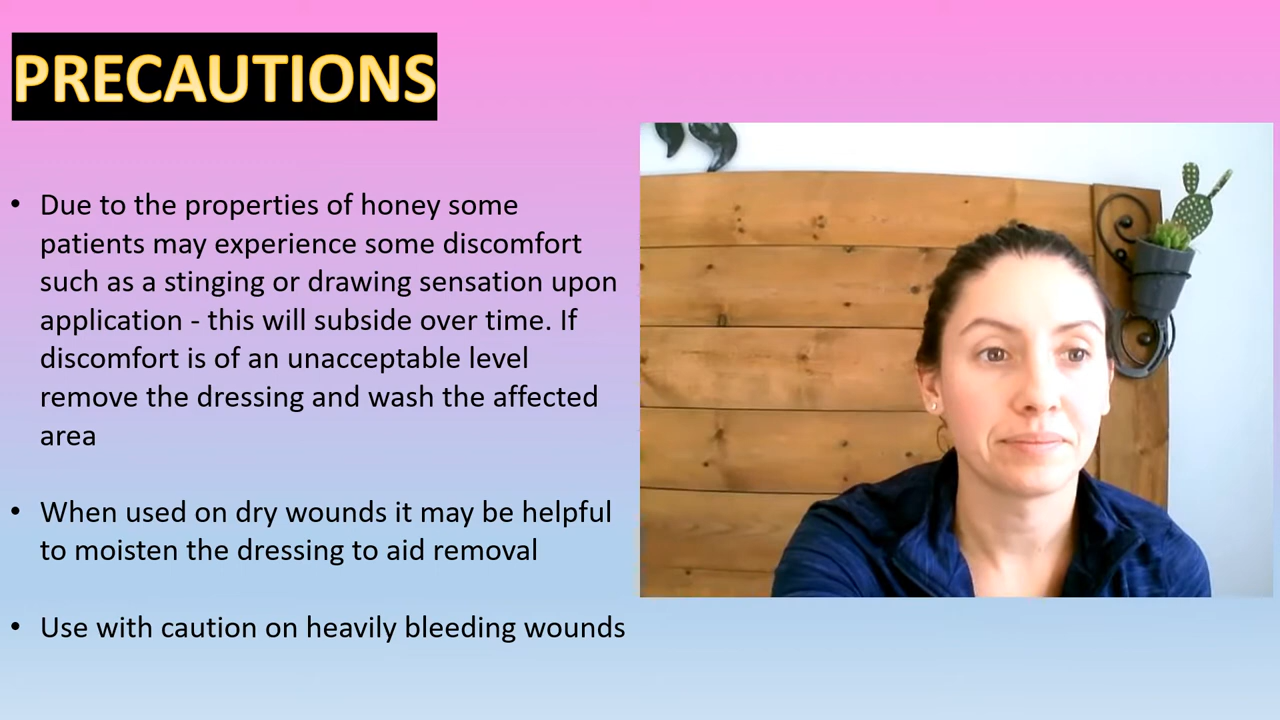 PRECAUTIONS
• Due to the properties of honey some
patients may experience some discomfort
such as a stinging or drawing sensation upon
application - this will subside over time. If
discomfort is of an unacceptable level
remove the dressing and wash the affected
area
• When used on dry wounds it may be helpful
to moisten the dressing to aid removal
• Use with caution on heavily bleeding wounds